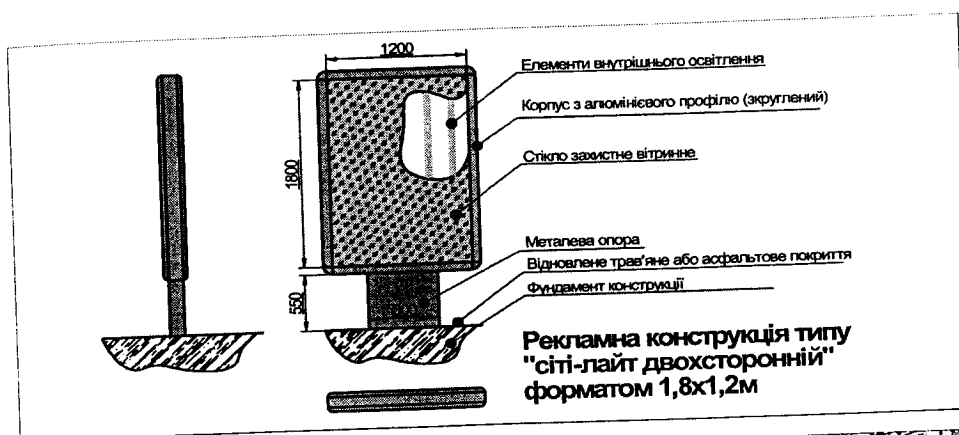 1200
Елементи внутрішнього освітлення
Корпус з алюмінієвого профілю (зкруглений)
Стікло захистне вітринне
1800
Металева опора
Відновлене трав'яне або асфальтове покриття
Фундамент конструкції
550
Рекламна конструкція типу
"сіті-лайт двохсторонній"
форматом 1,8х1,2м